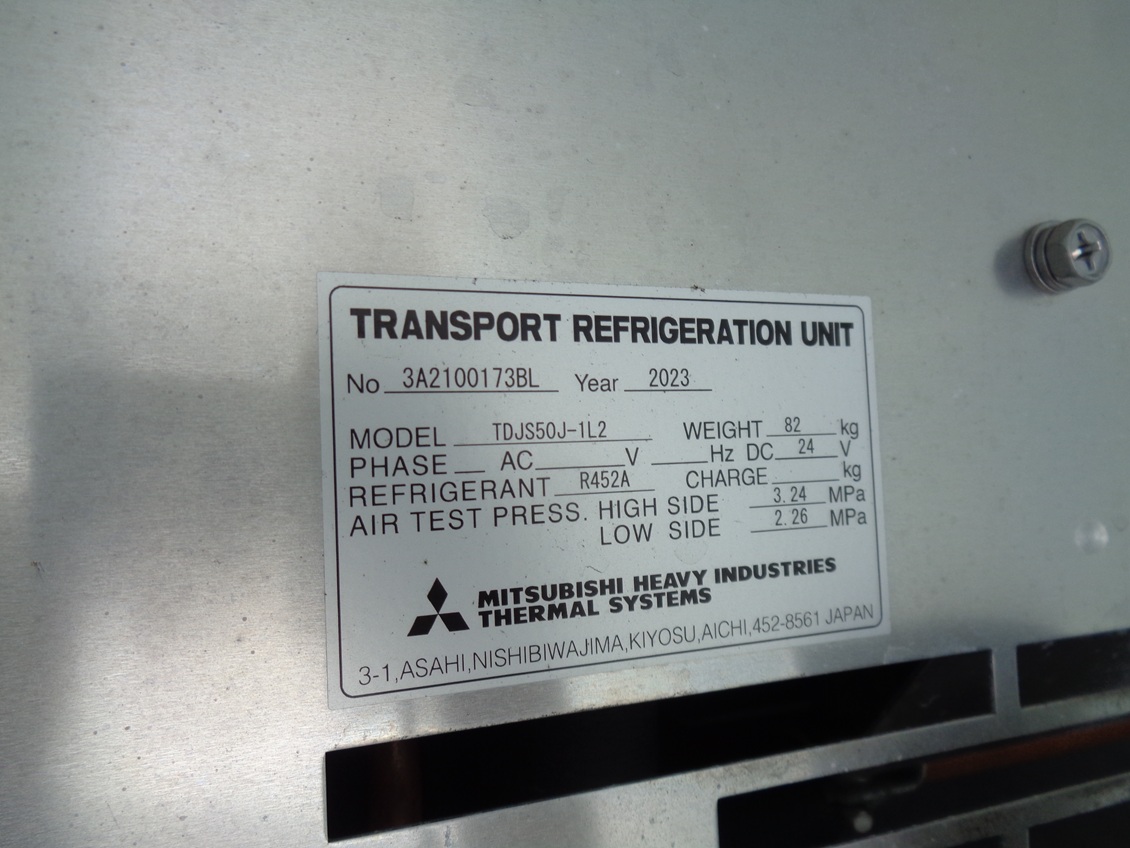 TRANSPORT REFRIGERATION UNIT
No 3A2100173BL Year 2023
MODEL TDJS50J-1L2 WEIGHT 82 kg
PHASE AC V Hz DC 24 V
REFRIGERANT R452A CHARGE kg
AIR TEST PRESS. HIGH SIDE 3.24 MPa
LOW SIDE 2.26 MPa
MITSUBISHI HEAVY INDUSTRIES
THERMAL SYSTEMS
3-1,ASAHI,NISHIBIWAJIMA,KIYOSU,AICHI,452-8561 JAPAN